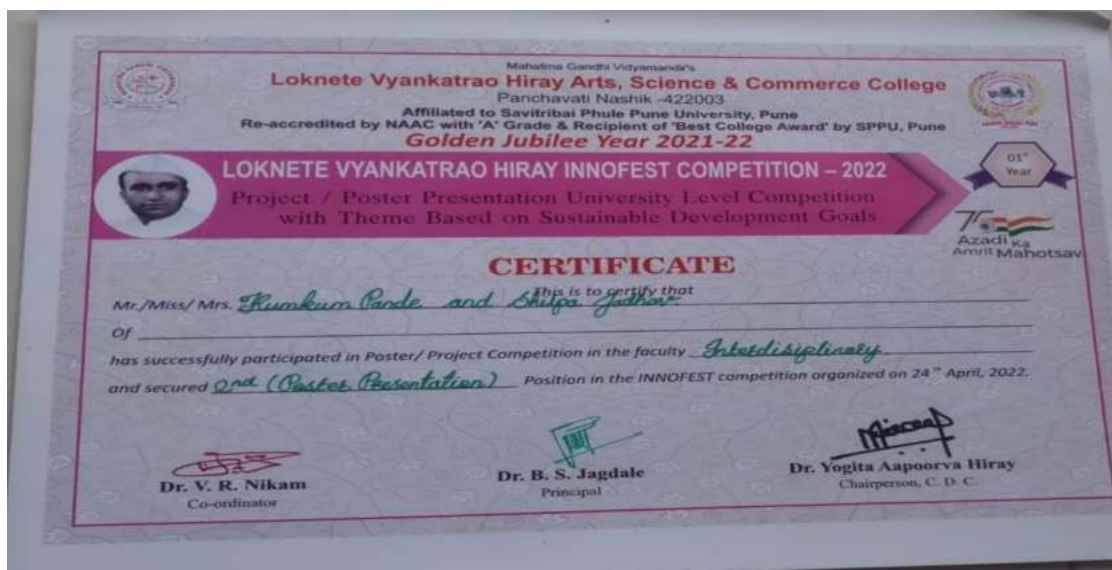 Mahatma Gandhi Vidyamandir's
Loknete Vyankatrao Hiray Arts, Science & Commerce College
Panchavati Nashik -422003
Affiliated to Savitribai Phule Pune University, Pune
Re-accredited by NAAC with 'A' Grade & Recipient of 'Best College Award' by SPPU, Pune
Golden Jubilee Year 2021-22
LOKNETE VYANKATRAO HIRAY INNOFEST COMPETITION – 2022
01st
Year
Project / Poster Presentation University Level Competition
with Theme Based on Sustainable Development Goals
75
Azadi Ka
Amrit Mahotsav
CERTIFICATE
This is to certify that
Mr./Miss/ Mrs. Kumkum Pande and Shilpa Jadhav
Of
has successfully participated in Poster/ Project Competition in the faculty Interdisiplinary
and secured 2nd (Poster Presentation) Position in the INNOFEST competition organized on 24th April, 2022.
Dr. V. R. Nikam
Co-ordinator
Dr. B. S. Jagdale
Principal
Dr. Yogita Aapoorva Hiray
Chairperson, C. D. C.